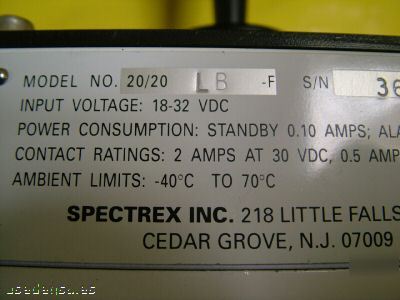 MODEL NO. 20/20 LB -F S/N 36
INPUT VOLTAGE: 18-32 VDC
POWER CONSUMPTION: STANDBY 0.10 AMPS; ALA
CONTACT RATINGS: 2 AMPS AT 30 VDC, 0.5 AMP
AMBIENT LIMITS: -40°C TO 70°C
SPECTREX INC. 218 LITTLE FALLS
CEDAR GROVE, N.J. 07009